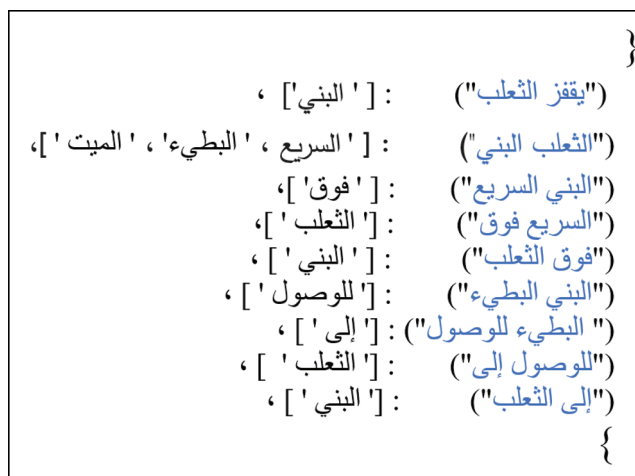 {
("يقفز الثعلب") : [ ' البني'] ،
("الثعلب البني") : [ ' السريع ، ' البطيء' ، ' الميت ' ]،
("البني السريع") : [ ' فوق' ]،
("السريع فوق") : [' الثعلب ' ]،
("فوق الثعلب") : [ ' البني ' ] ،
("البني البطيء") : [' للوصول ' ] ،
(" البطيء للوصول") : [' إلى ' ] ،
("للوصول إلى") : [' الثعلب ' ] ،
("إلى الثعلب") : [' البني ' ] ،
}